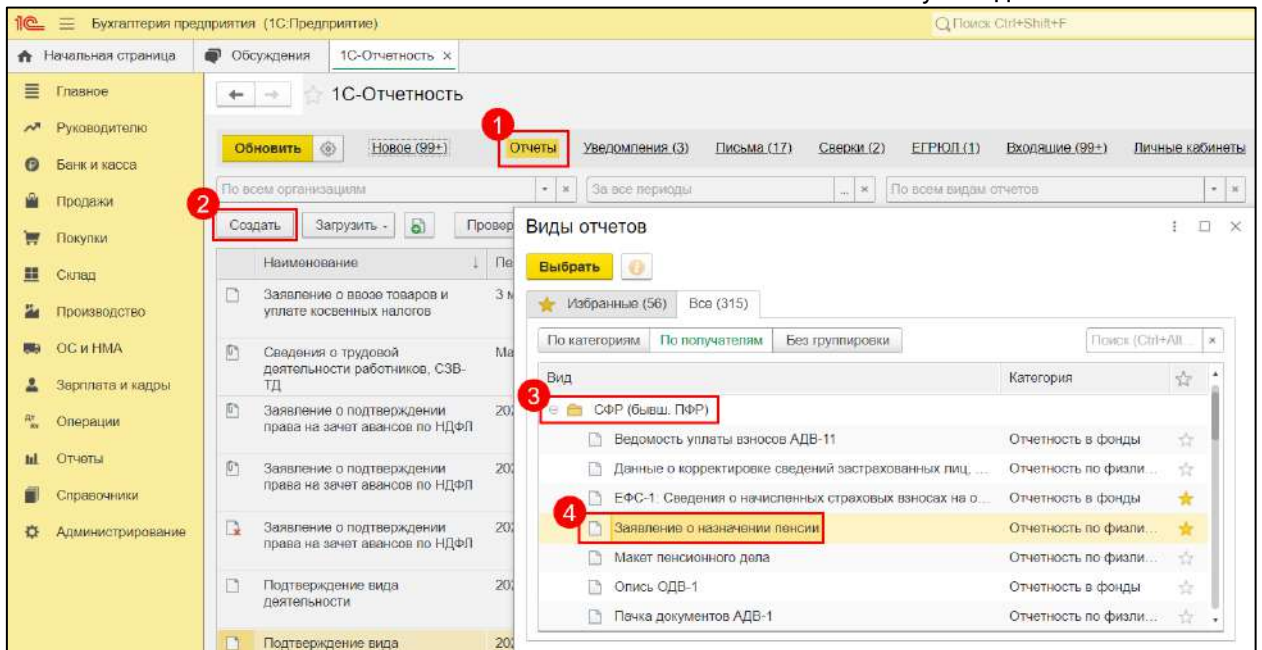 Бухгалтерия предприятия (1С:Предприятие)
Поиск Ctrl+Shift+F
Начальная страница
Обсуждения
1С-Отчетность ×
Главное
Руководителю
Банк и касса
Продажи
Покупки
Склад
Производство
ОС и НМА
Зарплата и кадры
Операции
Отчеты
Справочники
Администрирование
1С-Отчетность
1
Обновить
Новое (99+)
Отчеты
Уведомления (3)
Письма (17)
Сверки (2)
ЕГРЮЛ (1)
Входящие (99+)
Личные кабинеты
По всем организациям
За все периоды
По всем видам отчетов
2
Создать
Загрузить
Провер
Наименование
Пе
Заявление о ввозе товаров и
уплате косвенных налогов
3 м
Сведения о трудовой
деятельности работников, СЗВ-
ТД
Ма
Заявление о подтверждении
права на зачет авансов по НДФЛ
202
Заявление о подтверждении
права на зачет авансов по НДФЛ
202
Заявление о подтверждении
права на зачет авансов по НДФЛ
202
Подтверждение вида
деятельности
202
Подтверждение вида
202
Виды отчетов
Выбрать
Избранные (56)
Все (315)
По категориям
По получателям
Без группировки
Поиск (Ctrl+Alt...
Вид
Категория
3
СФР (бывш. ПФР)
Ведомость уплаты взносов АДВ-11
Отчетность в фонды
Данные о корректировке сведений застрахованных лиц, ...
Отчетность по физли...
ЕФС-1: Сведения о начисленных страховых взносах на о...
Отчетность в фонды
4
Заявление о назначении пенсии
Отчетность по физли...
Макет пенсионного дела
Отчетность по физли...
Опись ОДВ-1
Отчетность в фонды
Пачка документов АДВ-1
Отчетность по физли...